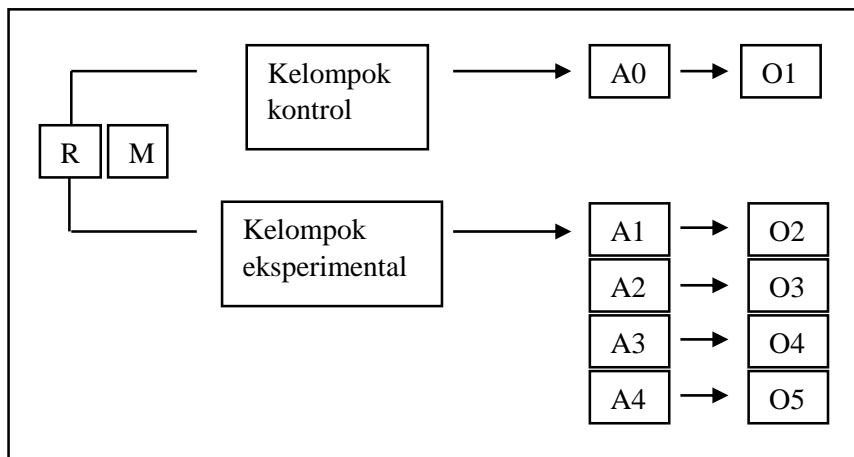 Kelompok
kontrol
A0
O1
R
M
Kelompok
eksperimental
A1
O2
A2
O3
A3
O4
A4
O5